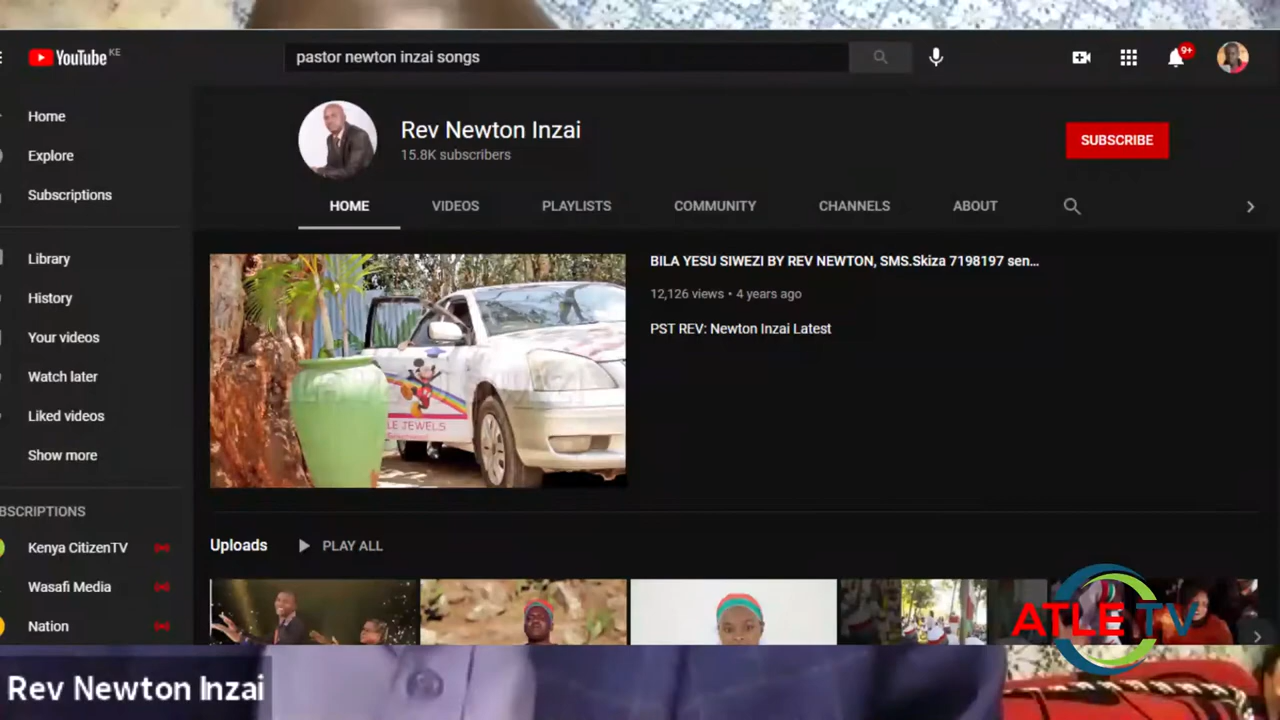 YouTube KE
pastor newton inzai songs
9+
Home
Explore
Subscriptions
Library
History
Your videos
Watch later
Liked videos
Show more
BSCRIPTIONS
Kenya CitizenTV
Wasafi Media
Nation
Rev Newton Inzai
15.8K subscribers
SUBSCRIBE
HOME VIDEOS PLAYLISTS COMMUNITY CHANNELS ABOUT
LE JEWELS
BILA YESU SIWEZI BY REV NEWTON, SMS.Skiza 7198197 sen...
12,126 views • 4 years ago
PST REV: Newton Inzai Latest
Uploads PLAY ALL
ATLE TV
Rev Newton Inzai